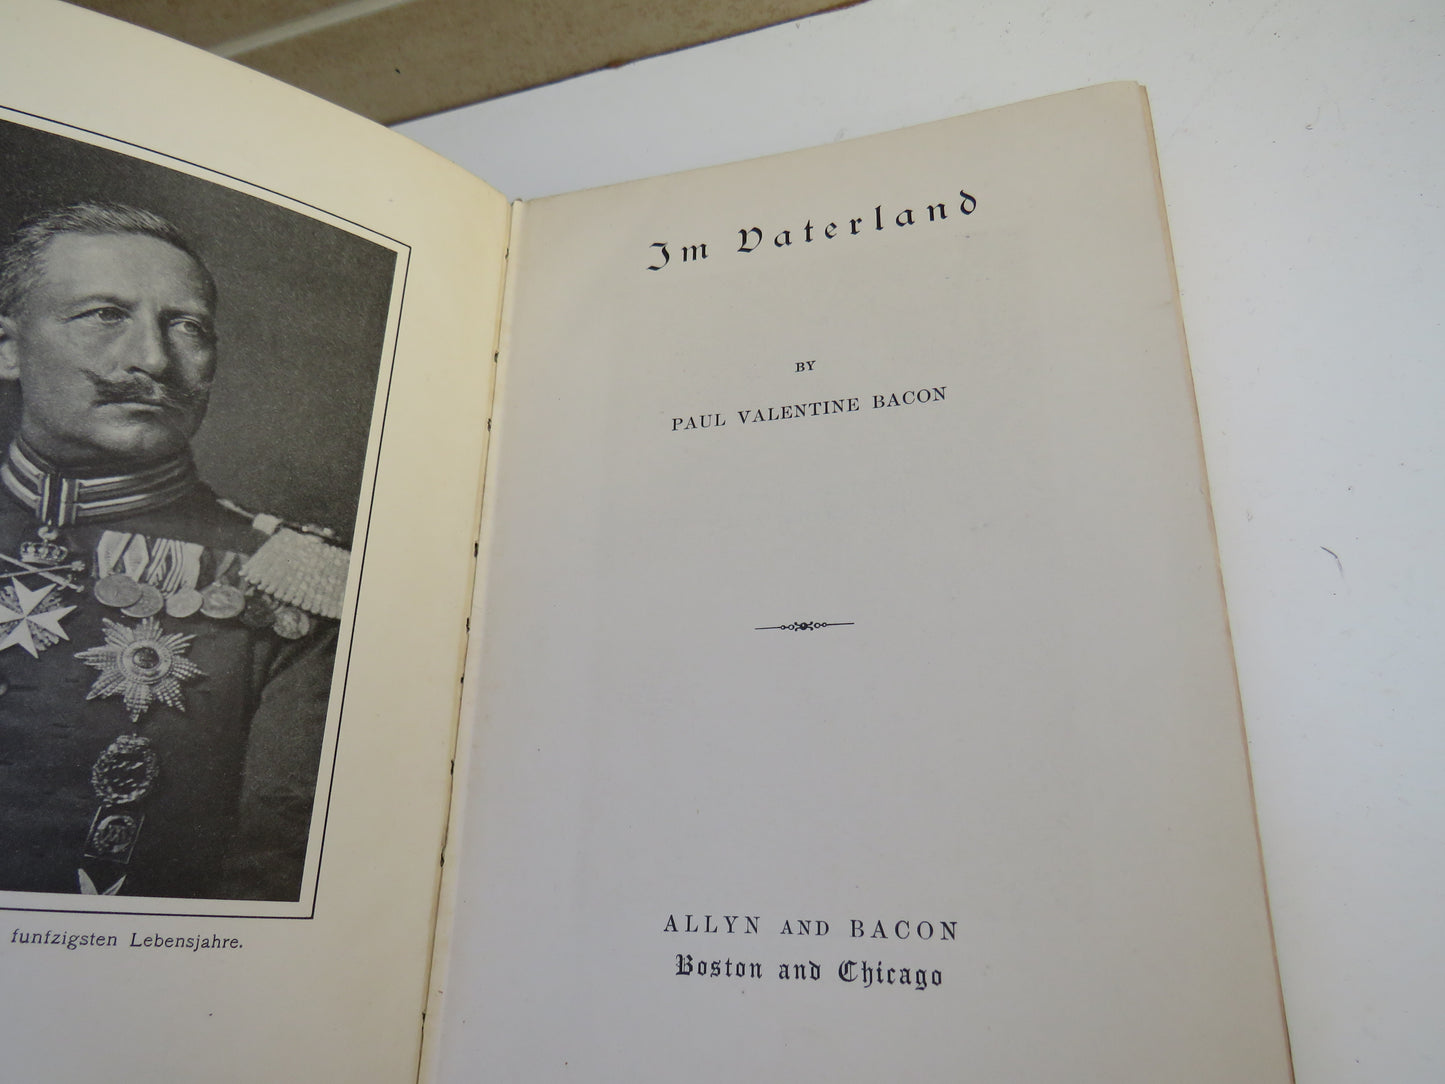 funfzigsten Lebensjahre.
Im Vaterland
BY
PAUL VALENTINE BACON
ALLYN AND BACON
Boston and Chicago